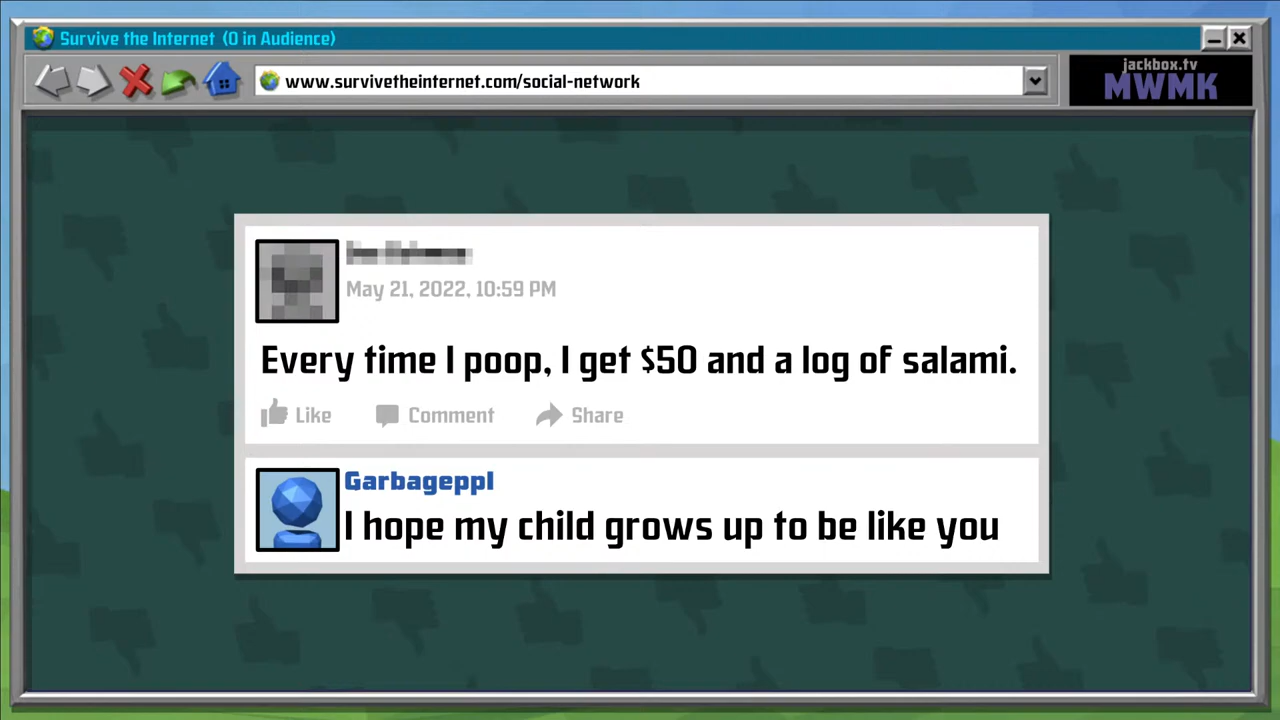 Survive the Internet (0 in Audience)
www.survivetheinternet.com/social-network
jackbox.tv
MWMK
May 21, 2022, 10:59 PM
Every time I poop, I get $50 and a log of salami.
Like Comment Share
Garbageppl
I hope my child grows up to be like you